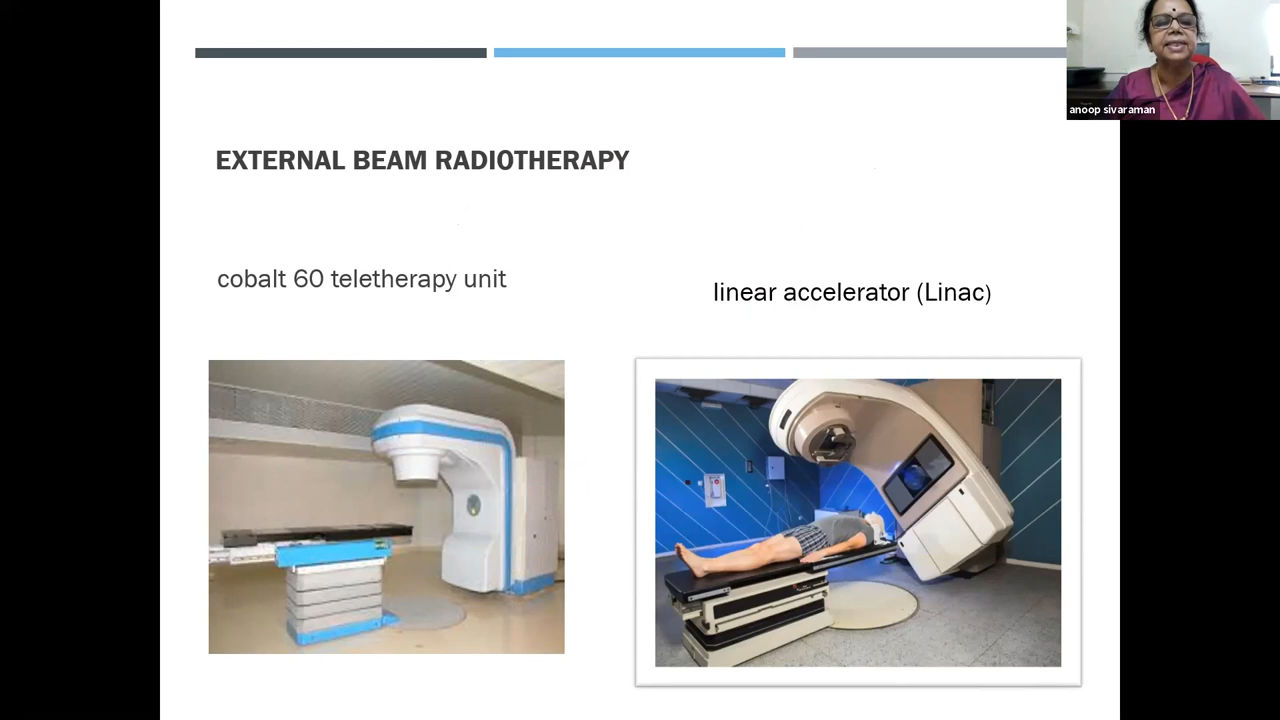 anoop sivaraman
EXTERNAL BEAM RADIOTHERAPY
cobalt 60 teletherapy unit
linear accelerator (Linac)